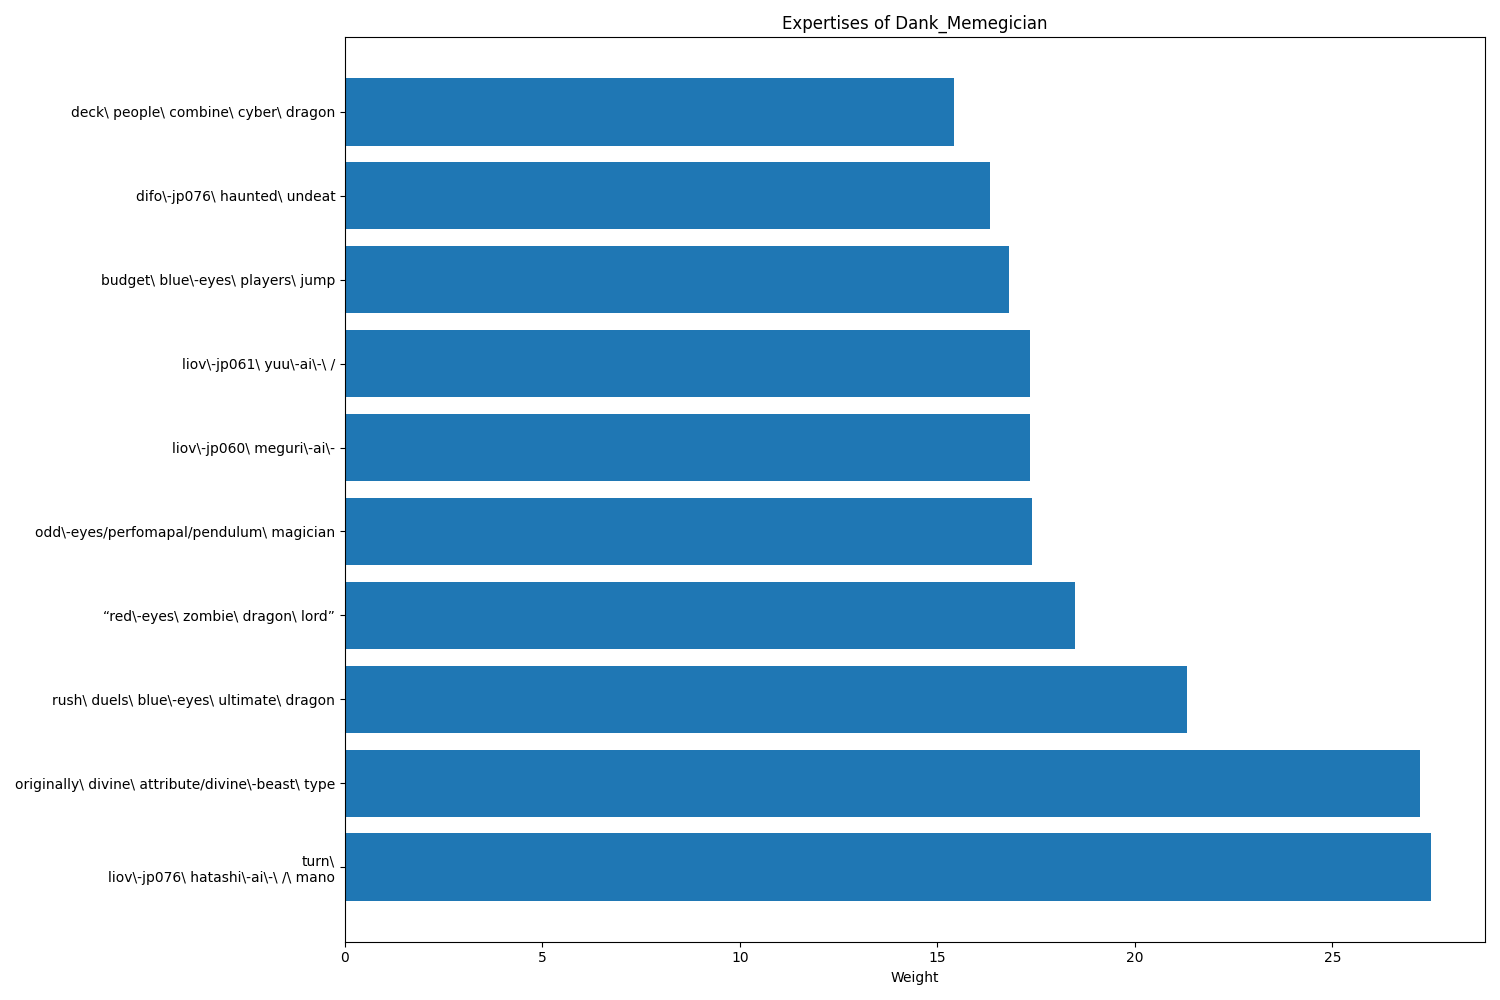 Expertises of Dank_Memegician
deck\ people\ combine\ cyber\ dragon
difo\-jp076\ haunted\ undeat
budget\ blue\-eyes\ players\ jump
liov\-jp061\ yuu\-ai\-\ /
liov\-jp060\ meguri\-ai\-
odd\-eyes/perfomapal/pendulum\ magician
“red\-eyes\ zombie\ dragon\ lord”
rush\ duels\ blue\-eyes\ ultimate\ dragon
originally\ divine\ attribute/divine\-beast\ type
turn\
liov\-jp076\ hatashi\-ai\-\ /\ mano
0 5 10 15 20 25
Weight